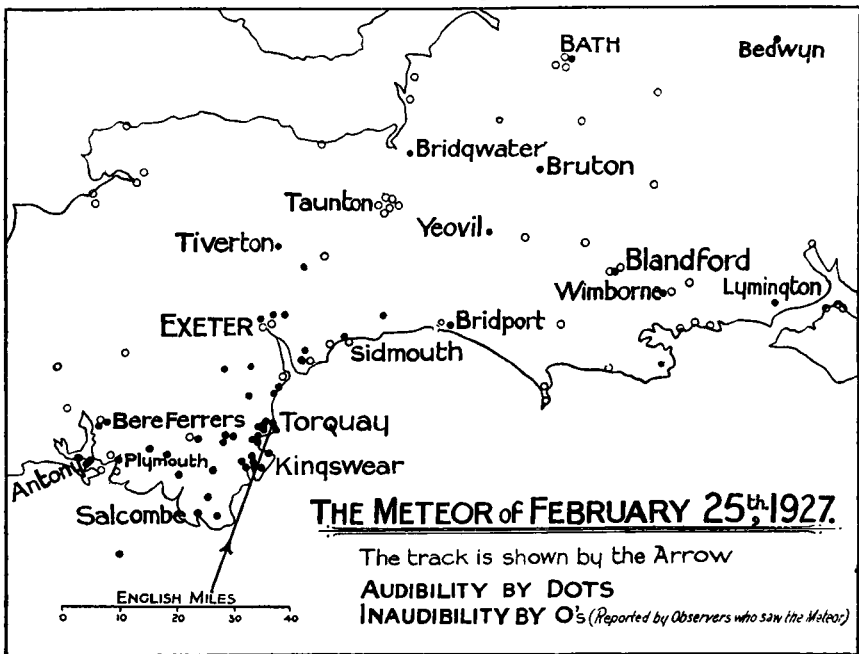 BATH
Bedwyn
Bridqwater
Bruton
Taunton
Yeovil
Tiverton
Blandford
Wimborne
Lymington
EXETER
Bridport
Sidmouth
Bere Ferrers
Torquay
Antony
Plymouth
Kinqswear
Salcombe
THE METEOR of FEBRUARY 25th, 1927.
The track is shown by the Arrow
AUDIBILITY BY DOTS
INAUDIBILITY BY O's (Reported by Observers who saw the Meteor)
ENGLISH MILES
0 10 20 30 40